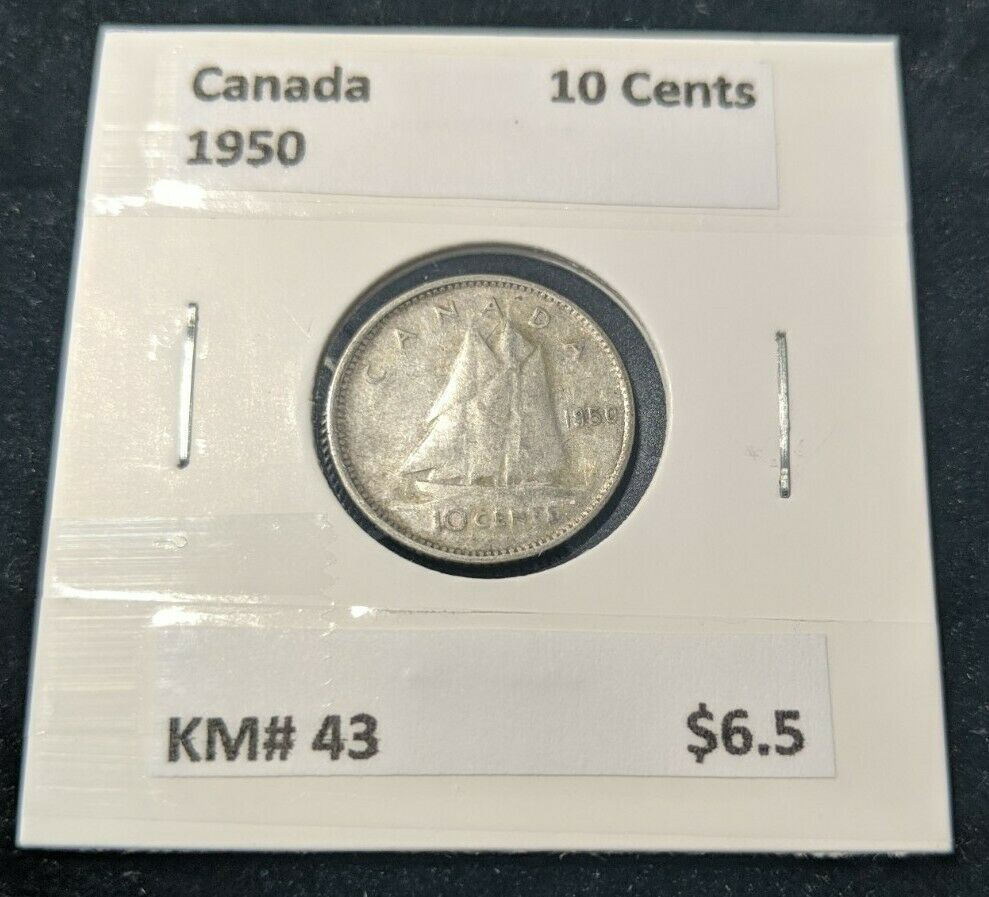 Canada 10 Cents
1950
CANADA
1950
10 CENTS
KM# 43 $6.5